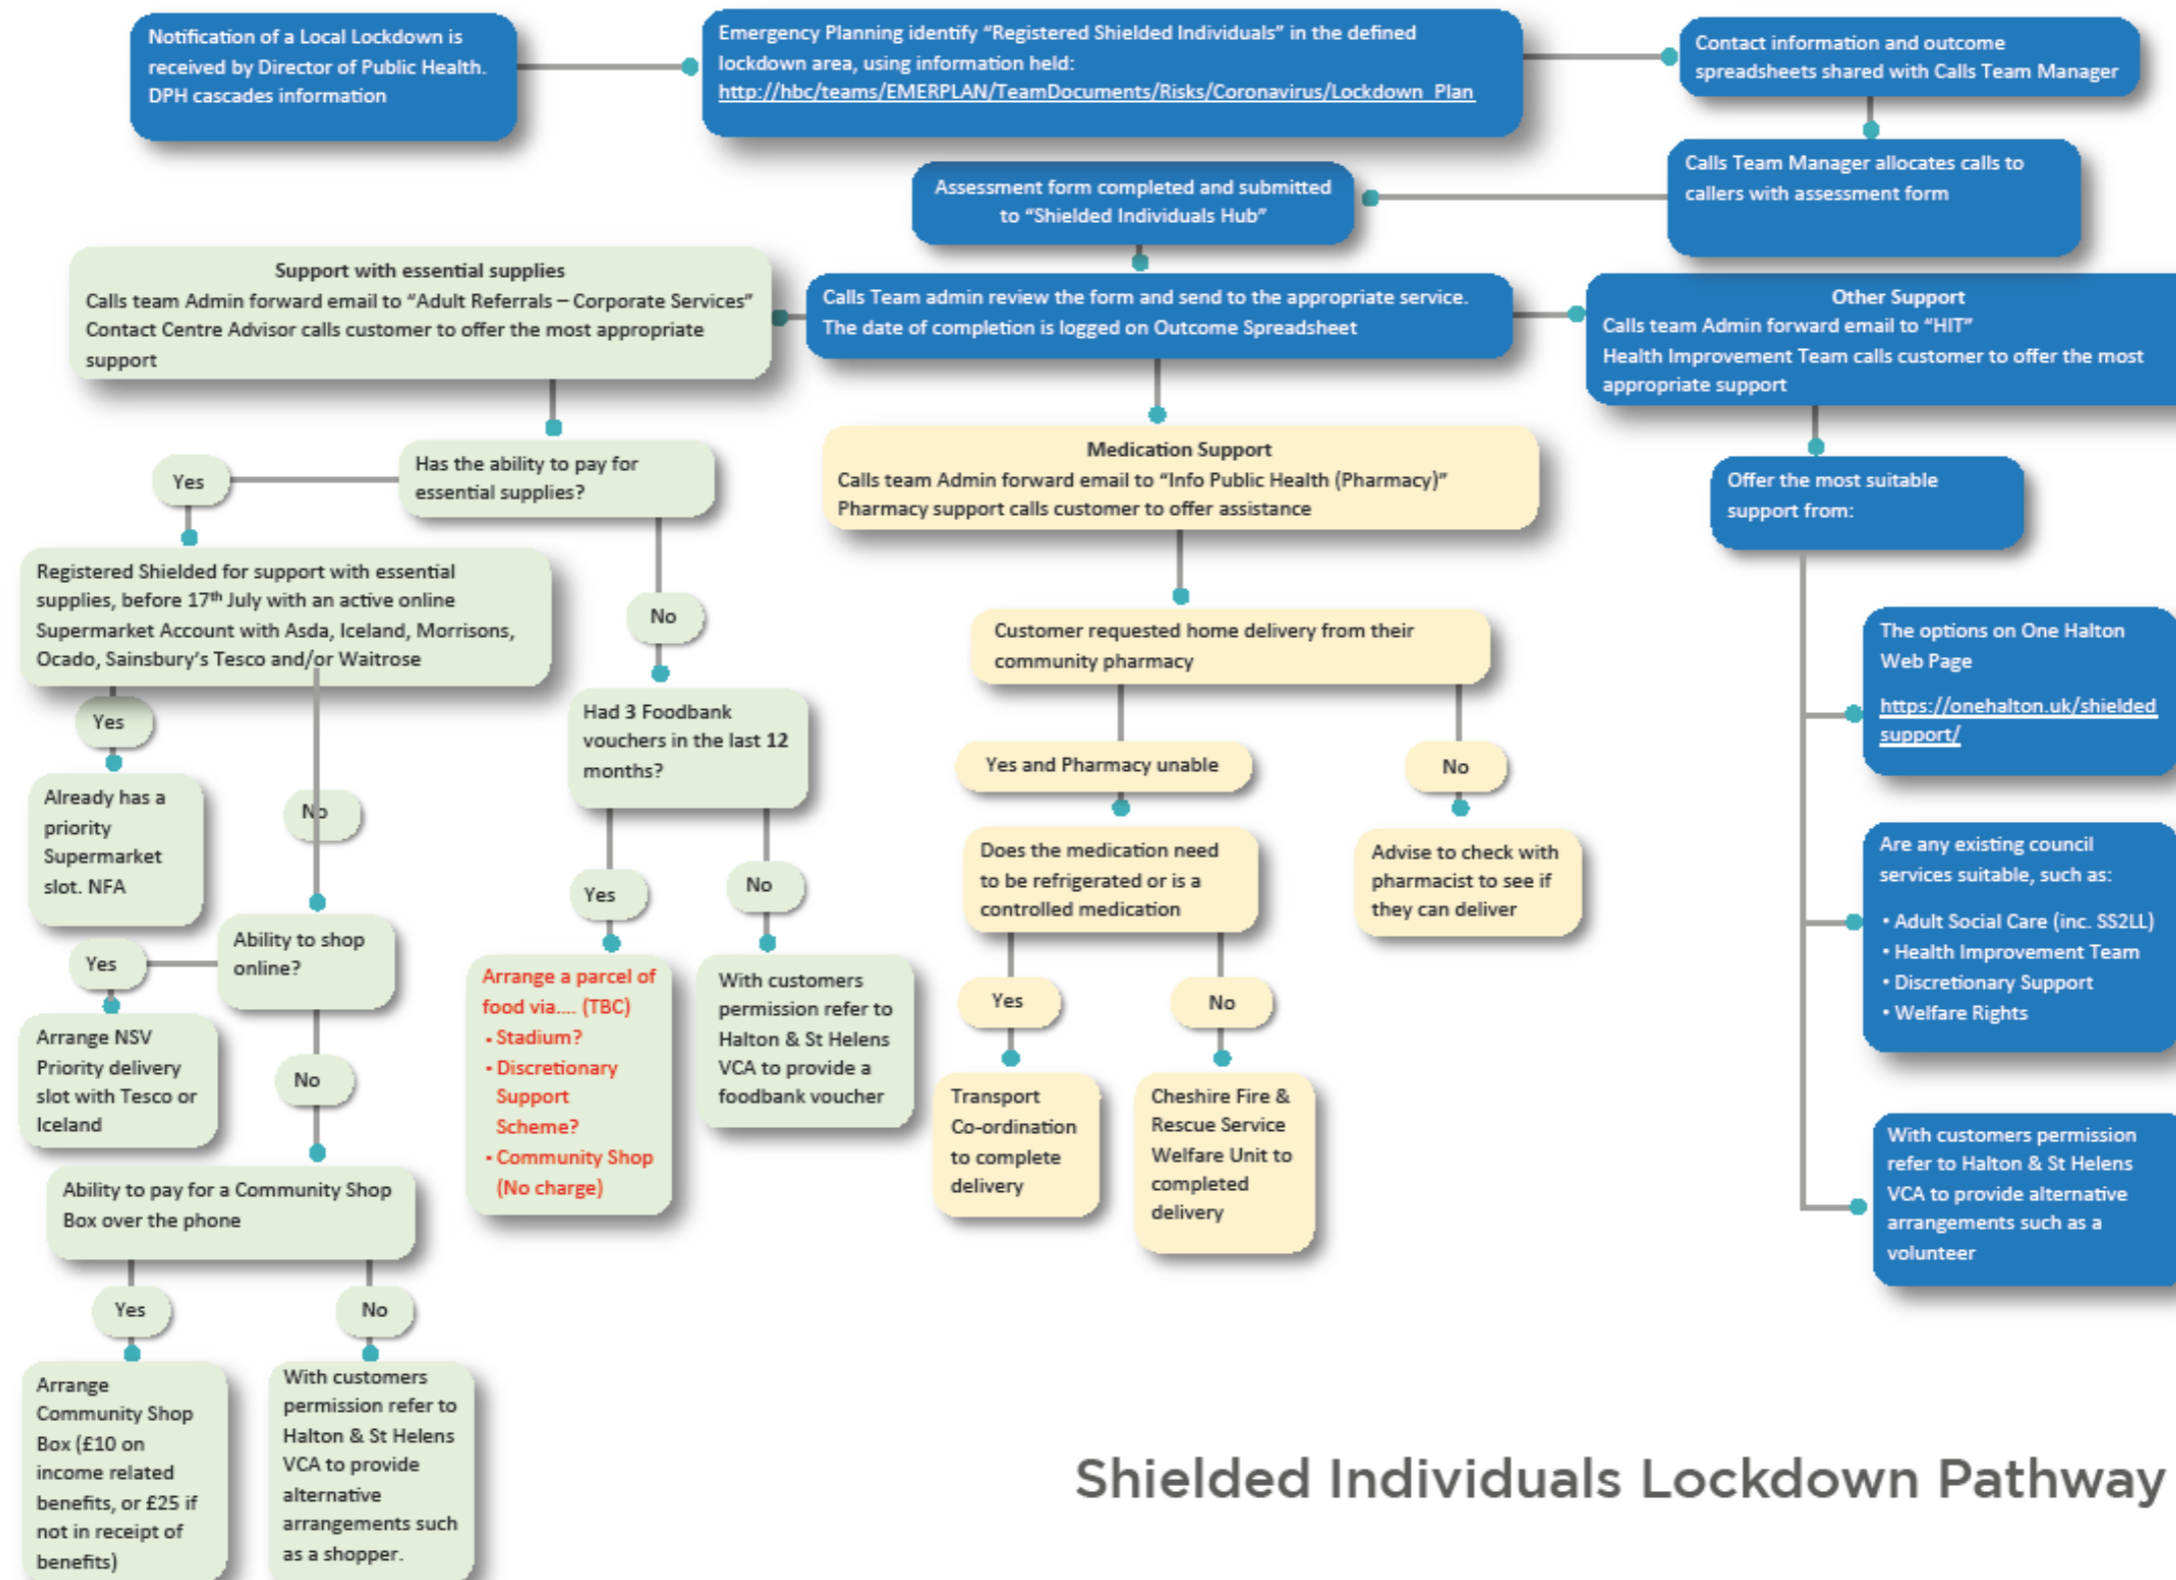 Notification of a Local Lockdown is
received by Director of Public Health.
DPH cascades information
Emergency Planning identify “Registered Shielded Individuals” in the defined
lockdown area, using information held:
http://hbc/teams/EMERPLAN/TeamDocuments/Risks/Coronavirus/Lockdown_Plan
Contact information and outcome
spreadsheets shared with Calls Team Manager
Calls Team Manager allocates calls to
callers with assessment form
Assessment form completed and submitted
to “Shielded Individuals Hub”
Calls Team admin review the form and send to the appropriate service.
The date of completion is logged on Outcome Spreadsheet
Support with essential supplies
Calls team Admin forward email to “Adult Referrals – Corporate Services”
Contact Centre Advisor calls customer to offer the most appropriate
support
Has the ability to pay for
essential supplies?
Yes
Registered Shielded for support with essential
supplies, before 17th July with an active online
Supermarket Account with Asda, Iceland, Morrisons,
Ocado, Sainsbury’s Tesco and/or Waitrose
Yes
Already has a
priority
Supermarket
slot. NFA
No
Ability to shop
online?
Yes
Arrange NSV
Priority delivery
slot with Tesco or
Iceland
No
Ability to pay for a Community Shop
Box over the phone
Yes
Arrange
Community Shop
Box (£10 on
income related
benefits, or £25 if
not in receipt of
benefits)
No
With customers
permission refer to
Halton & St Helens
VCA to provide
alternative
arrangements such
as a shopper.
No
Had 3 Foodbank
vouchers in the last 12
months?
Yes
Arrange a parcel of
food via.... (TBC)
• Stadium?
• Discretionary
Support
Scheme?
• Community Shop
(No charge)
No
With customers
permission refer to
Halton & St Helens
VCA to provide a
foodbank voucher
Medication Support
Calls team Admin forward email to “Info Public Health (Pharmacy)”
Pharmacy support calls customer to offer assistance
Customer requested home delivery from their
community pharmacy
Yes and Pharmacy unable
Does the medication need
to be refrigerated or is a
controlled medication
Yes
Transport
Co-ordination
to complete
delivery
No
Cheshire Fire &
Rescue Service
Welfare Unit to
completed
delivery
No
Advise to check with
pharmacist to see if
they can deliver
Other Support
Calls team Admin forward email to “HIT”
Health Improvement Team calls customer to offer the most
appropriate support
Offer the most suitable
support from:
The options on One Halton
Web Page
https://onehalton.uk/shielded
support/
Are any existing council
services suitable, such as:
• Adult Social Care (inc. SS2LL)
• Health Improvement Team
• Discretionary Support
• Welfare Rights
With customers permission
refer to Halton & St Helens
VCA to provide alternative
arrangements such as a
volunteer
Shielded Individuals Lockdown Pathway